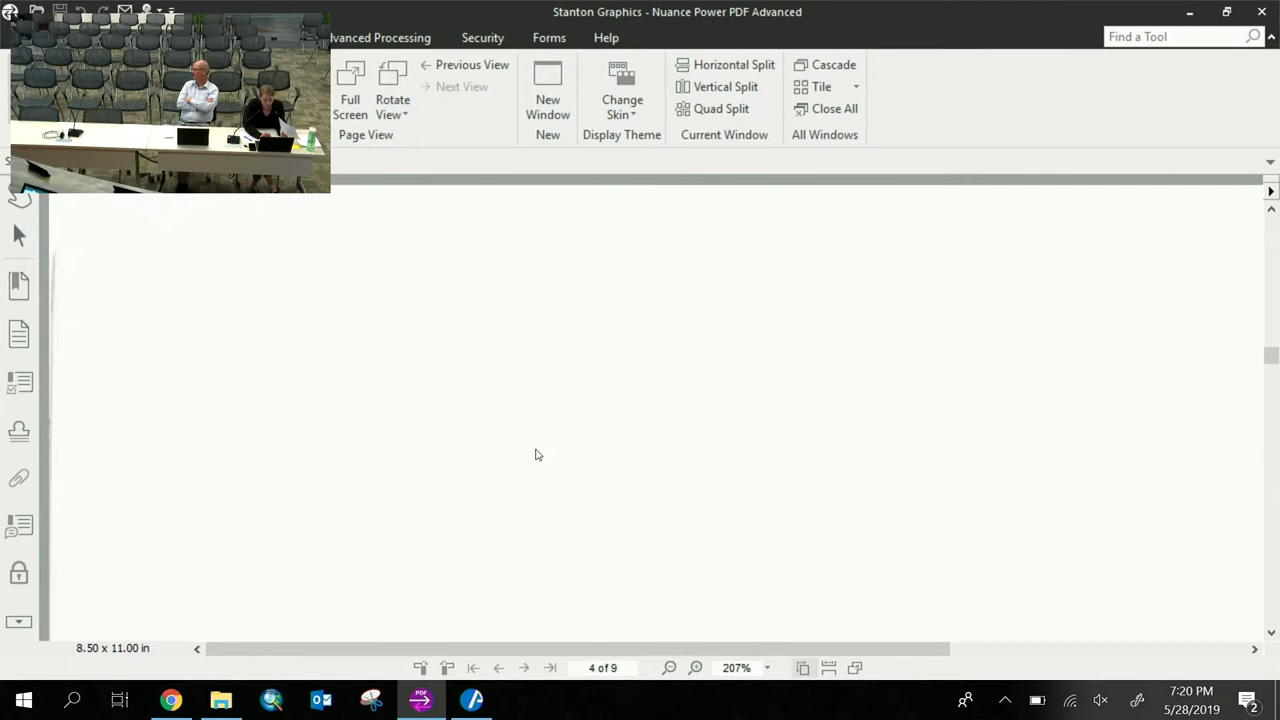 Stanton Graphics - Nuance Power PDF Advanced
dvanced Processing
Security
Forms
Help
Find a Tool
Full Screen
Rotate View
Previous View
Next View
Page View
New Window
New
Change Skin
Display Theme
Horizontal Split
Vertical Split
Quad Split
Current Window
Cascade
Tile
Close All
All Windows
8.50 x 11.00 in
4 of 9
207%
PDF
7:20 PM
5/28/2019
2